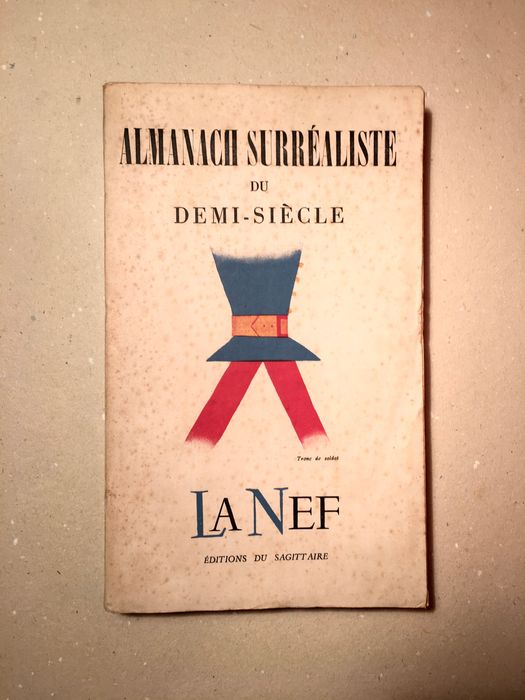 ALMANACH SURRÉALISTE
DU
DEMI-SIÈCLE
Tronc de soldat
LA NEF
ÉDITIONS DU SAGITTAIRE